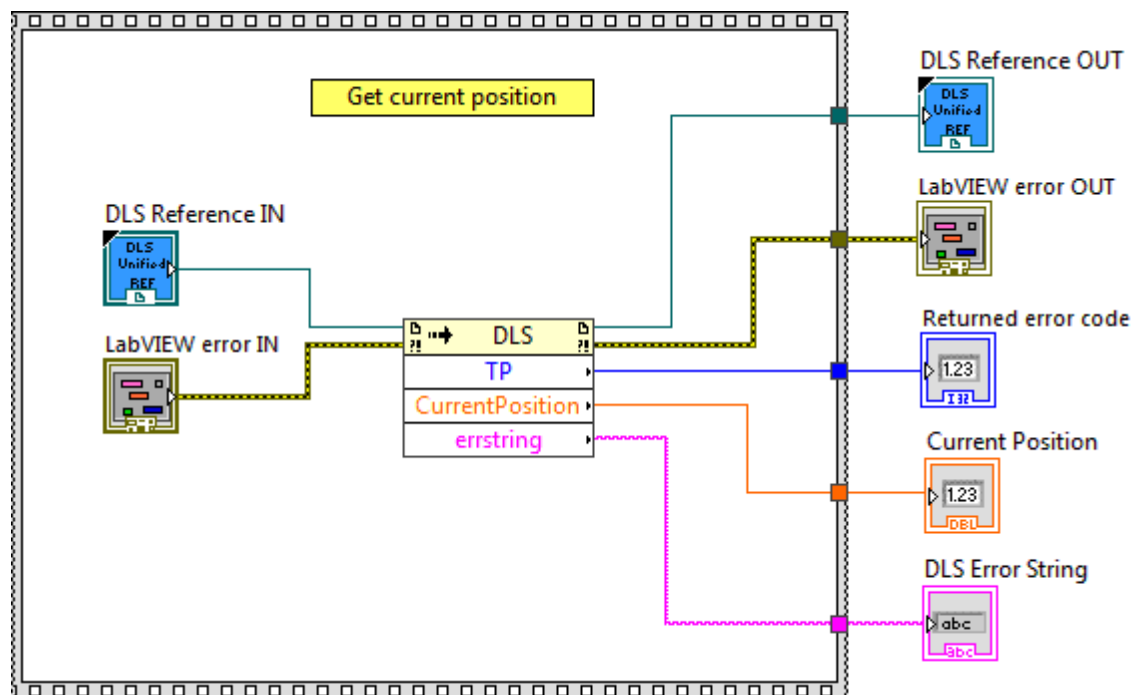 DLS Reference OUT
DLS
Unified
REF
Get current position
LabVIEW error OUT
DLS Reference IN
DLS
Unified
REF
DLS
TP
CurrentPosition
errstring
LabVIEW error IN
Returned error code
1.23
I32
Current Position
1.23
DBL
DLS Error String
abc
abc